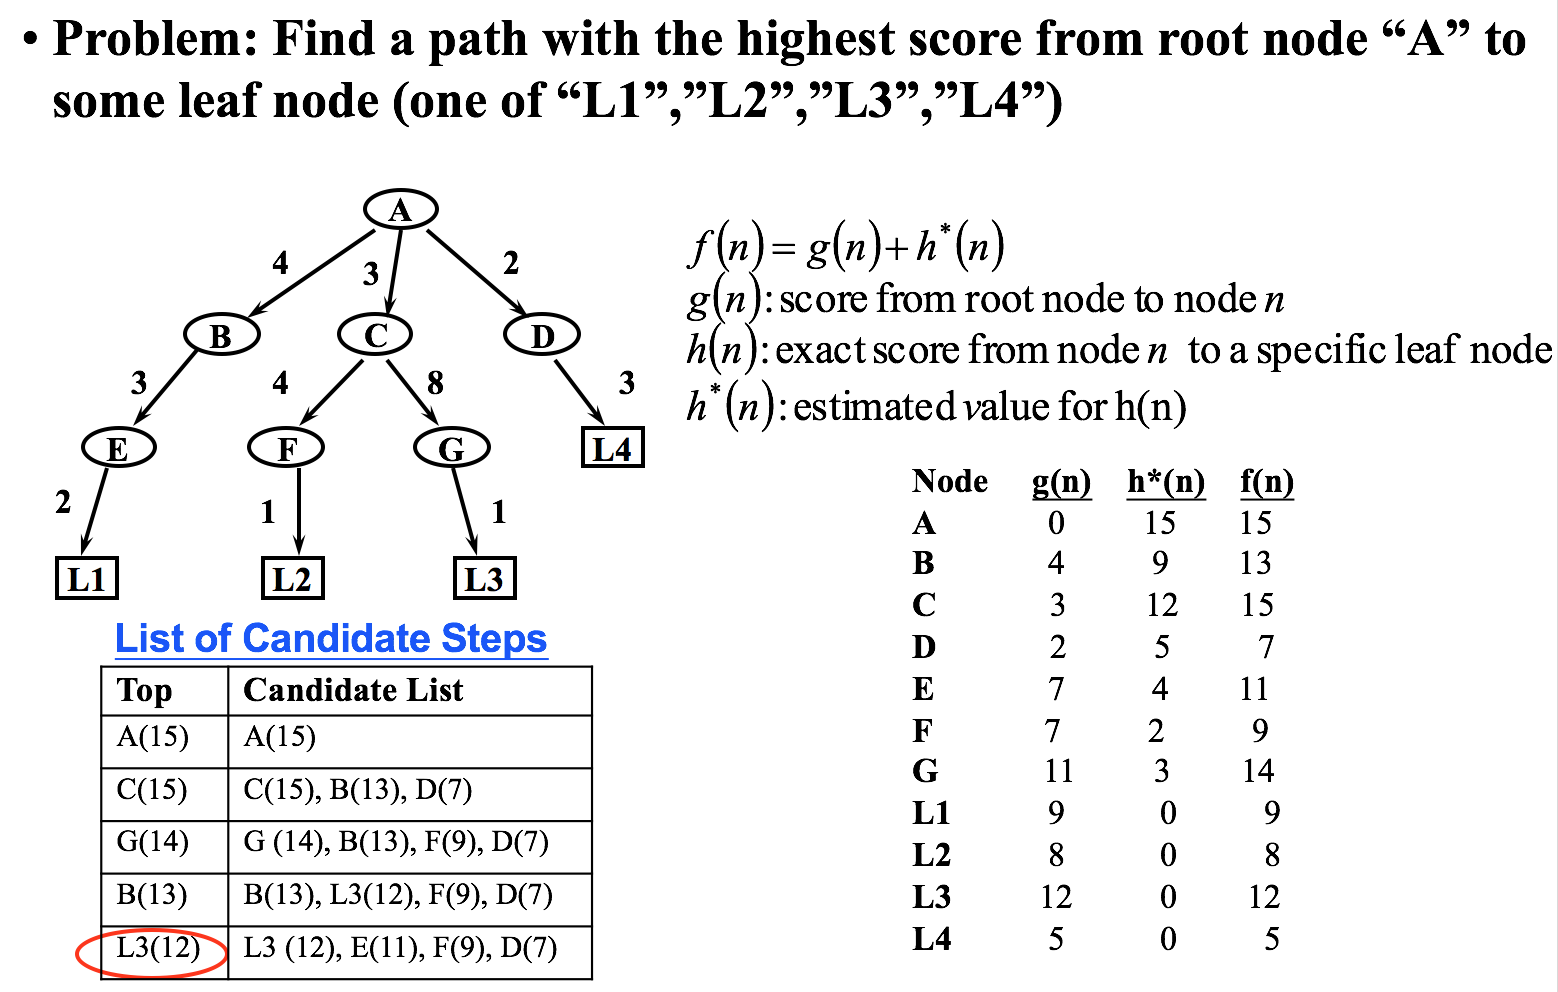 • Problem: Find a path with the highest score from root node “A” to
some leaf node (one of “L1”,”L2”,”L3”,”L4”)
A
4
3
2
B
C
D
3
4
8
3
E
F
G
L4
2
1
1
L1
L2
L3
f(n)= g(n)+h*(n)
g(n): score from root node to node n
h(n): exact score from node n to a specific leaf node
h*(n): estimated value for h(n)
Node g(n) h*(n) f(n)
A 0 15 15
B 4 9 13
C 3 12 15
D 2 5 7
E 7 4 11
F 7 2 9
G 11 3 14
L1 9 0 9
L2 8 0 8
L3 12 0 12
L4 5 0 5
List of Candidate Steps
Top Candidate List
A(15) A(15)
C(15) C(15), B(13), D(7)
G(14) G (14), B(13), F(9), D(7)
B(13) B(13), L3(12), F(9), D(7)
L3(12) L3 (12), E(11), F(9), D(7)